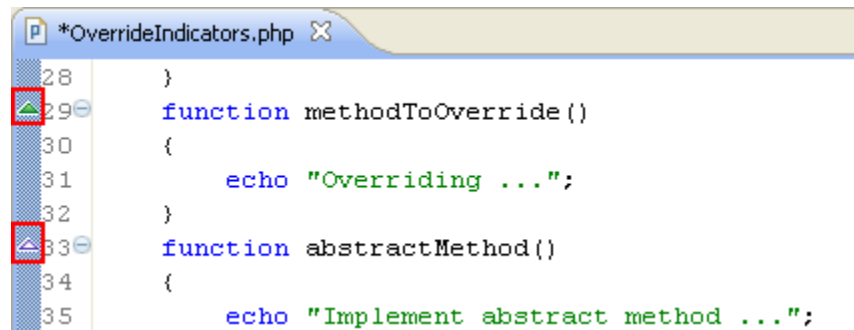 *OverrideIndicators.php
28 }
29 function methodToOverride()
30 {
31 echo "Overriding ...";
32 }
33 function abstractMethod()
34 {
35 echo "Implement abstract method ...";